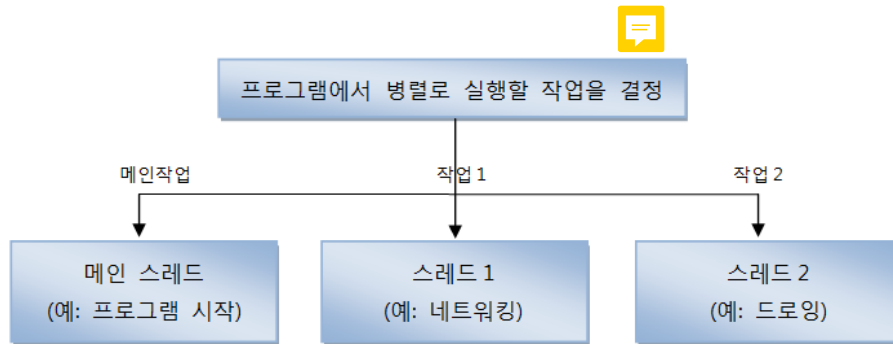 프로그램에서 병렬로 실행할 작업을 결정
메인작업
작업1
작업2
메인 스레드
(예: 프로그램 시작)
스레드1
(예: 네트워킹)
스레드2
(예: 드로잉)